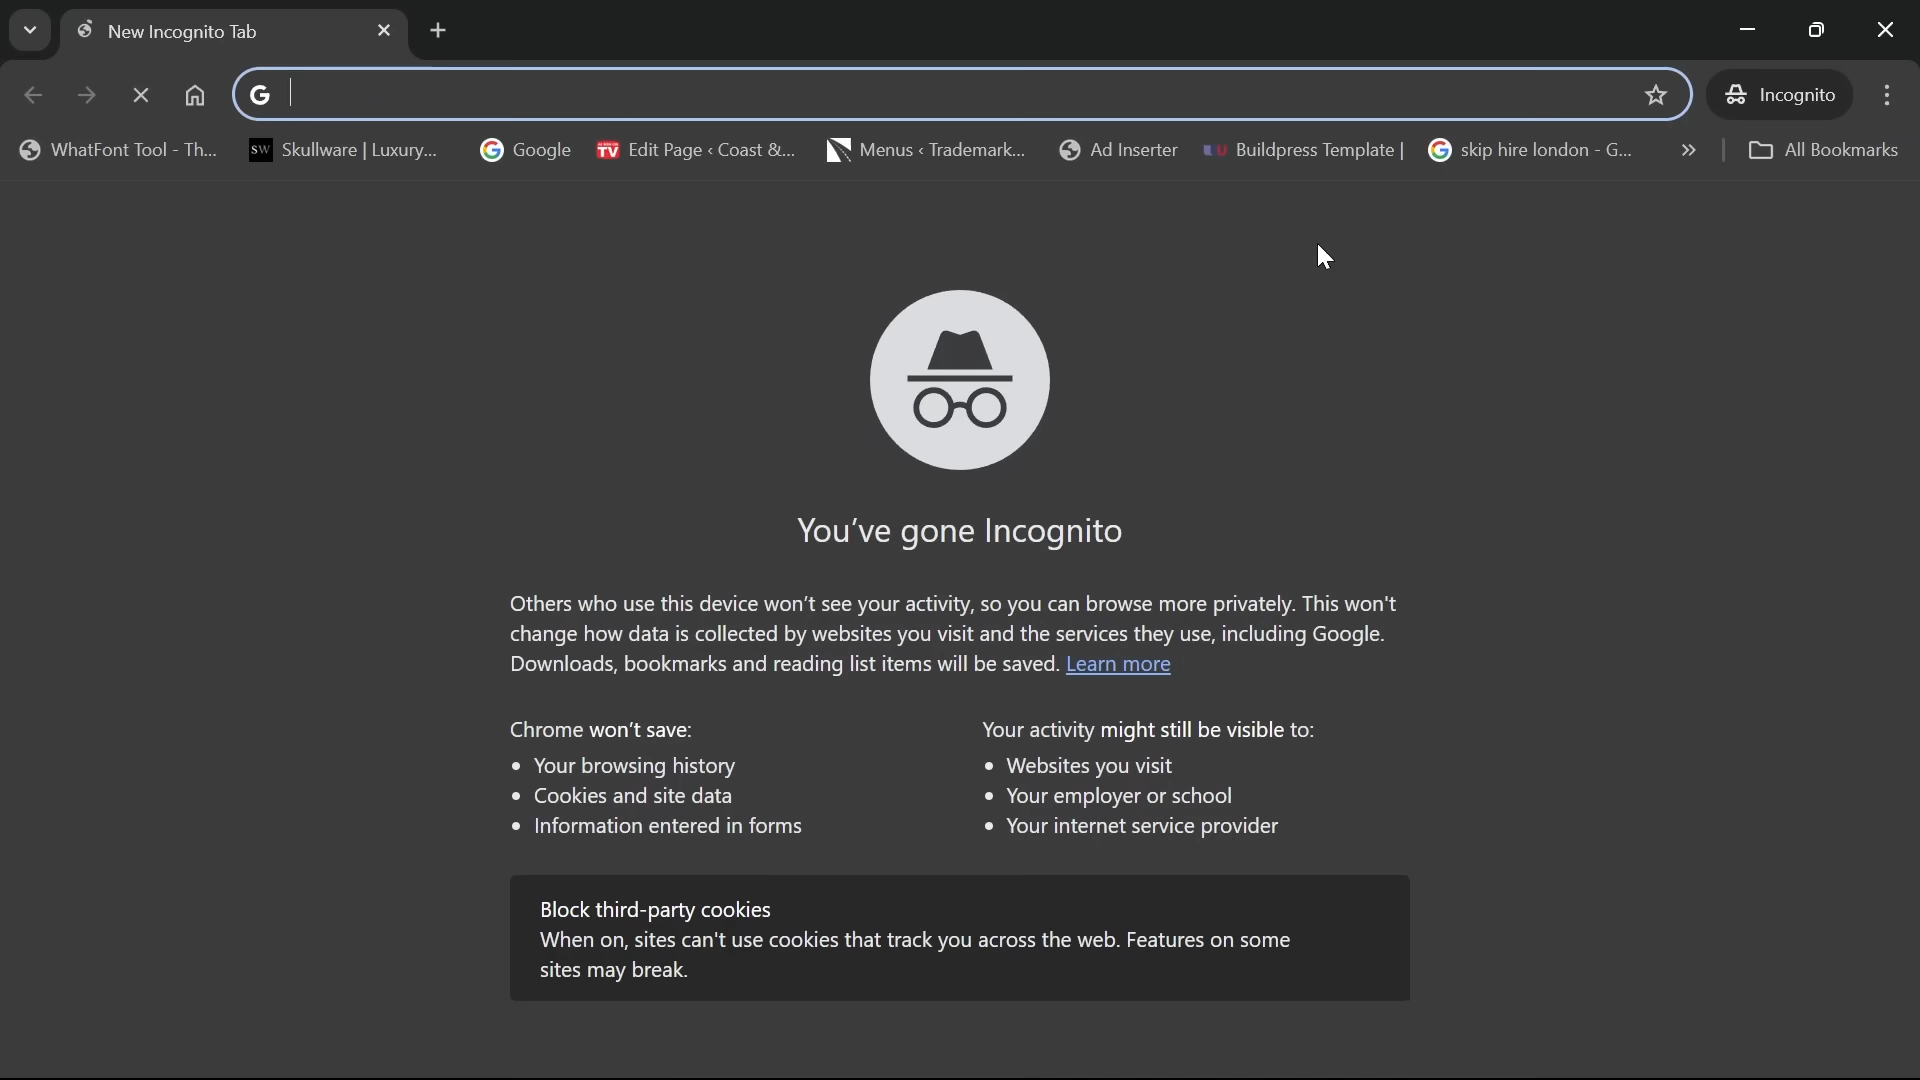 New Incognito Tab
Incognito
WhatFont Tool - Th... SW Skullware | Luxury... Google TV Edit Page < Coast &... Menus < Trademark... Ad Inserter Buildpress Template | skip hire london - G... » All Bookmarks
You've gone Incognito
Others who use this device won't see your activity, so you can browse more privately. This won't
change how data is collected by websites you visit and the services they use, including Google.
Downloads, bookmarks and reading list items will be saved. Learn more
Chrome won't save:
• Your browsing history
• Cookies and site data
• Information entered in forms
Your activity might still be visible to:
• Websites you visit
• Your employer or school
• Your internet service provider
Block third-party cookies
When on, sites can't use cookies that track you across the web. Features on some
sites may break.